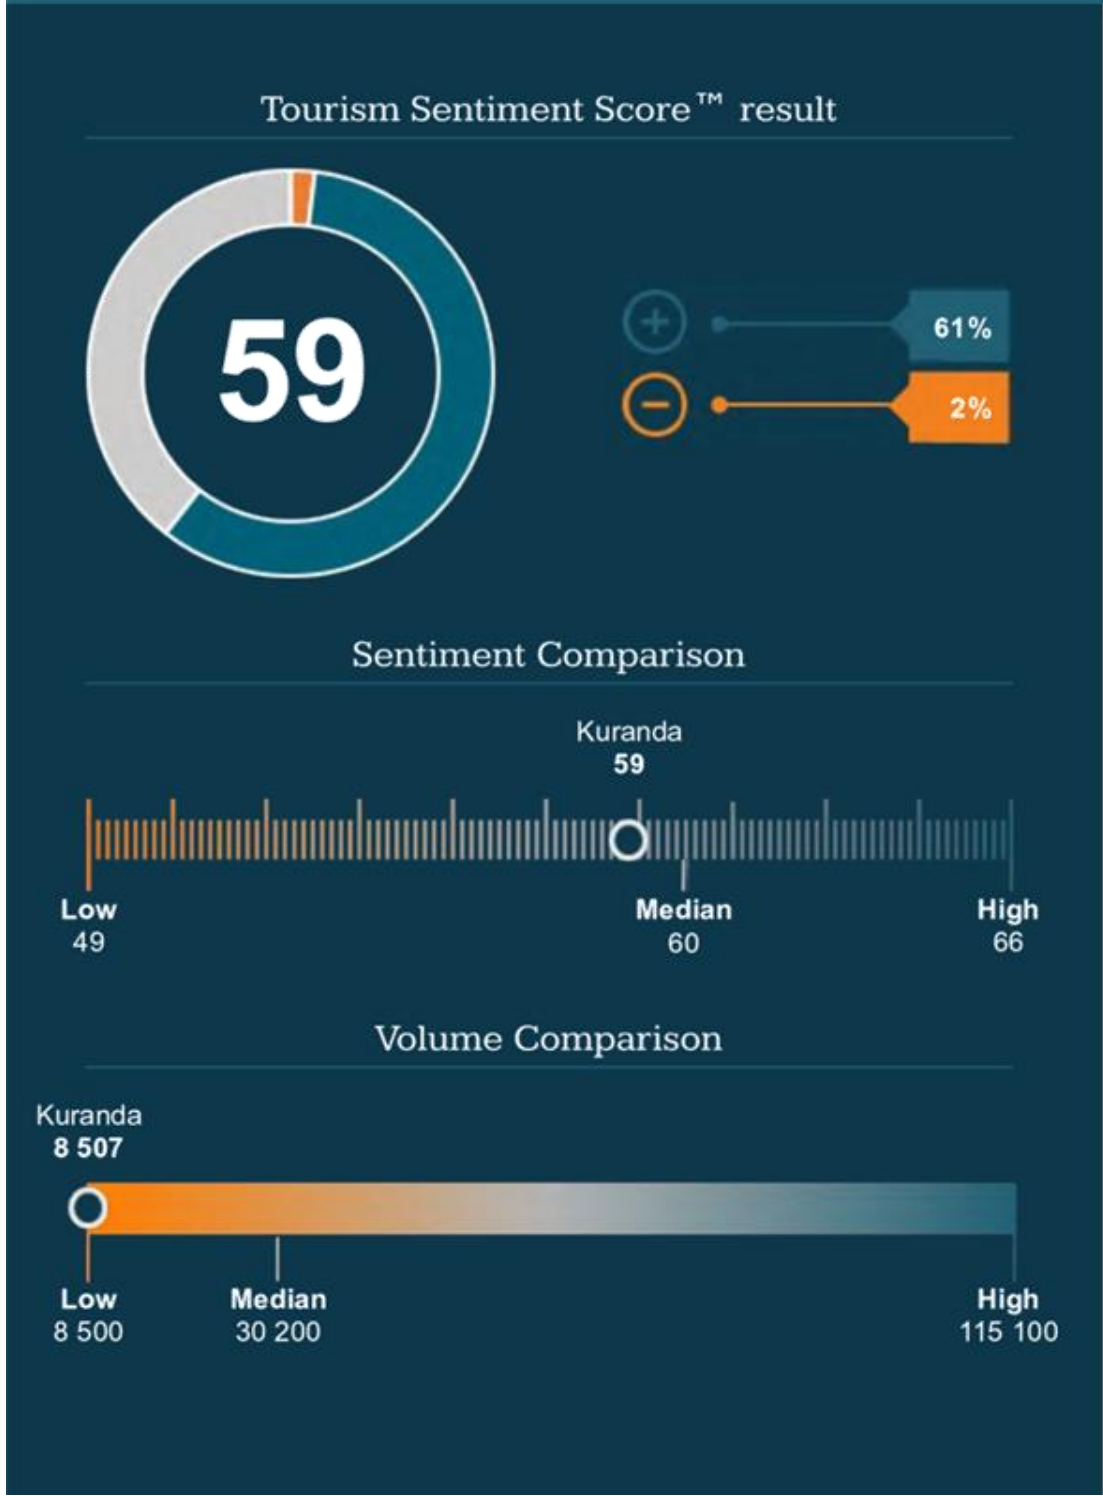 Tourism Sentiment Score™ result
59
61%
2%
Sentiment Comparison
Kuranda
59
Low
49
Median
60
High
66
Volume Comparison
Kuranda
8 507
Low
8 500
Median
30 200
High
115 100